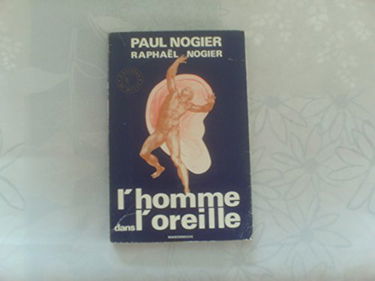 PAUL NOGIER
RAPHAËL NOGIER
l'homme
dans l'oreille